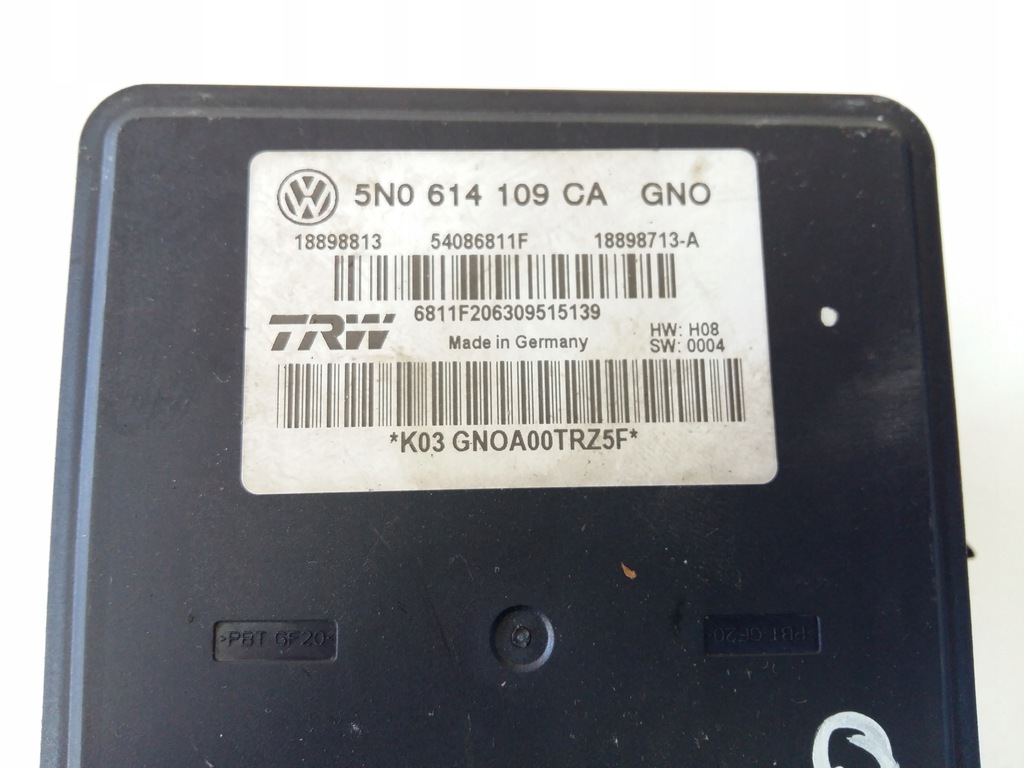 5N0 614 109 CA GNO
18898813 54086811F 18898713-A
6811F206309515139
TRW Made in Germany HW: H08
SW: 0004
*K03 GNOA00TRZ5F*
>PBT GF20< >PBT GF20<